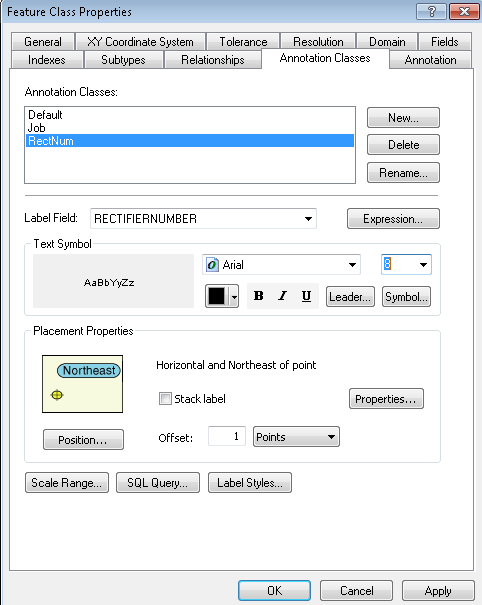 Feature Class Properties
General XY Coordinate System Tolerance Resolution Domain Fields
Indexes Subtypes Relationships Annotation Classes Annotation
Annotation Classes:
Default
Job
RectNum
New...
Delete
Rename...
Label Field: RECTIFIERNUMBER Expression...
Text Symbol
AaBbYyZz
Arial 8
B I U Leader... Symbol...
Placement Properties
Northeast
Horizontal and Northeast of point
Stack label Properties...
Position... Offset: 1 Points
Scale Range... SQL Query... Label Styles...
OK Cancel Apply